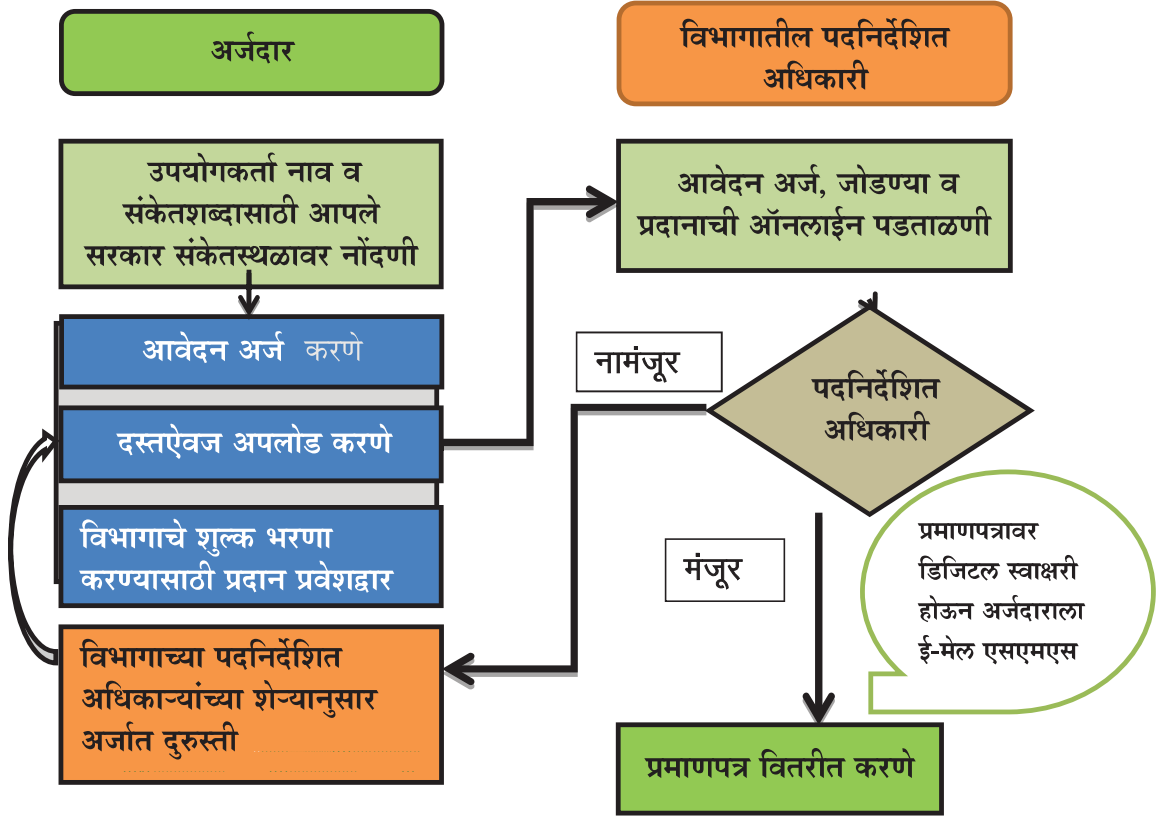 अर्जदार
विभागातील पदनिर्देशित
अधिकारी
उपयोगकर्ता नाव व
संकेतशब्दासाठी आपले
सरकार संकेतस्थळावर नोंदणी
आवेदन अर्ज करणे
दस्तऐवज अपलोड करणे
विभागाचे शुल्क भरणा
करण्यासाठी प्रदान प्रवेशद्वार
विभागाच्या पदनिर्देशित
अधिकाऱ्यांच्या शेऱ्यानुसार
अर्जात दुरुस्ती
आवेदन अर्ज, जोडण्या व
प्रदानाची ऑनलाईन पडताळणी
नामंजूर
पदनिर्देशित
अधिकारी
मंजूर
प्रमाणपत्रावर
डिजिटल स्वाक्षरी
होऊन अर्जदाराला
ई-मेल एसएमएस
प्रमाणपत्र वितरीत करणे